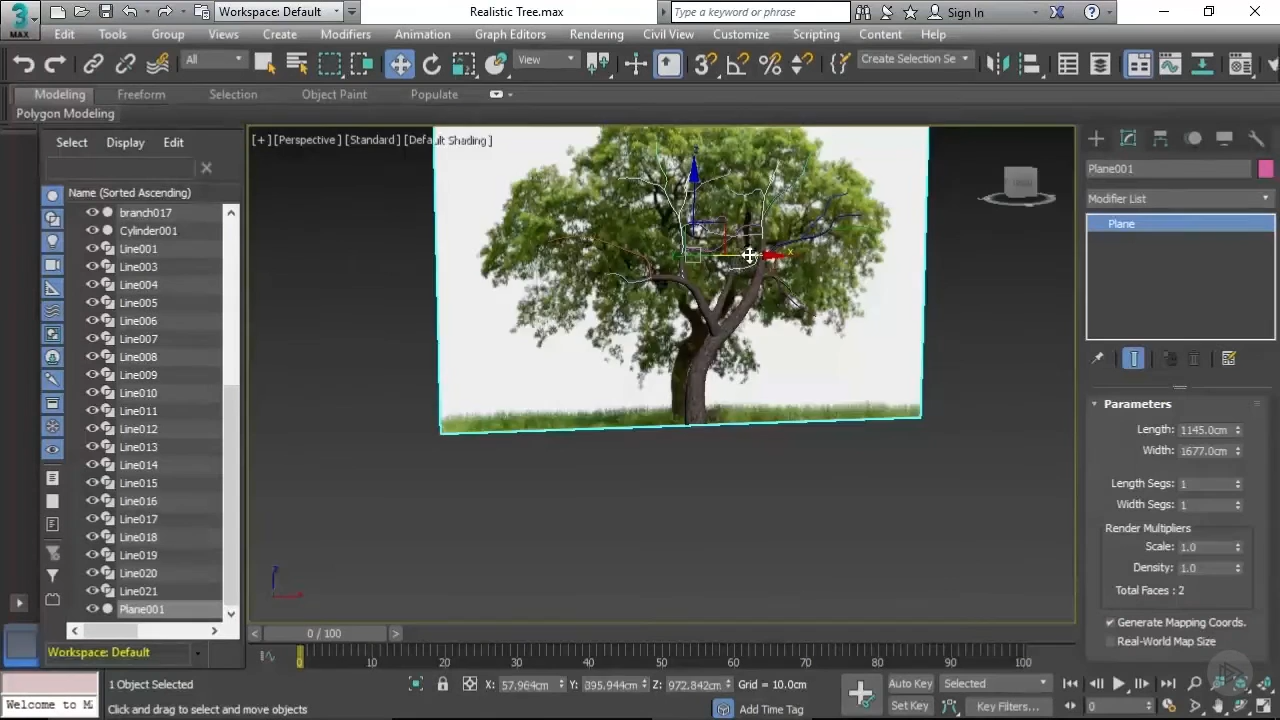 3 Workspace: Default Realistic Tree.max Type a keyword or phrase Sign In
MAX
Edit Tools Group Views Create Modifiers Animation Graph Editors Rendering Civil View Customize Scripting Content Help
All View 3 Create Selection Se
Modeling Freeform Selection Object Paint Populate
Polygon Modeling
Select Display Edit
[+] [Perspective] [Standard] [Default Shading]
Name (Sorted Ascending)
branch017
Cylinder001
Line001
Line003
Line004
Line005
Line006
Line007
Line008
Line009
Line010
Line011
Line012
Line013
Line014
Line015
Line016
Line017
Line018
Line019
Line020
Line021
Plane001
z
x
Plane001
Modifier List
Plane
Parameters
Length: 1145.0cm
Width: 1677.0cm
Length Segs: 1
Width Segs: 1
Render Multipliers
Scale: 1.0
Density: 1.0
Total Faces : 2
Generate Mapping Coords.
Real-World Map Size
< 0 / 100 >
Workspace: Default
0 10 20 30 40 50 60 70 80 90 100
1 Object Selected X: 57.964cm Y: 395.944cm Z: 972.842cm Grid = 10.0cm Auto Key Selected
Welcome to M Click and drag to select and move objects Add Time Tag Set Key Key Filters... 0